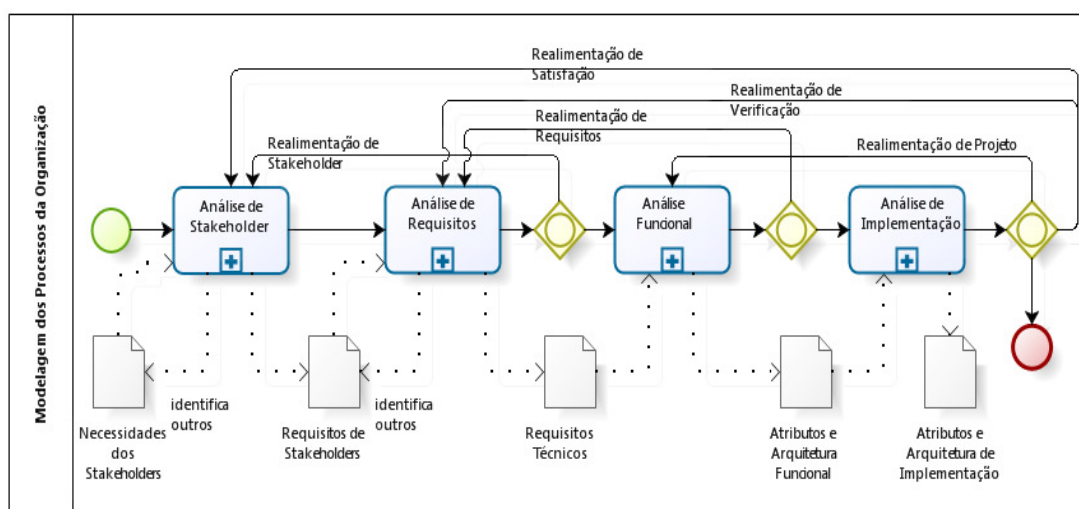 Modelagem dos Processos da Organização
Realimentação de
Satisfação
Realimentação de
Verificação
Realimentação de
Requisitos
Realimentação de
Stakeholder
Realimentação de Projeto
Análise de
Stakeholder
Análise de
Requisitos
Análise
Funcional
Análise de
Implementação
identifica
outros
identifica
outros
Necessidades
dos
Stakeholders
Requisitos de
Stakeholders
Requisitos
Técnicos
Atributos e
Arquitetura
Funcional
Atributos e
Arquitetura de
Implementação